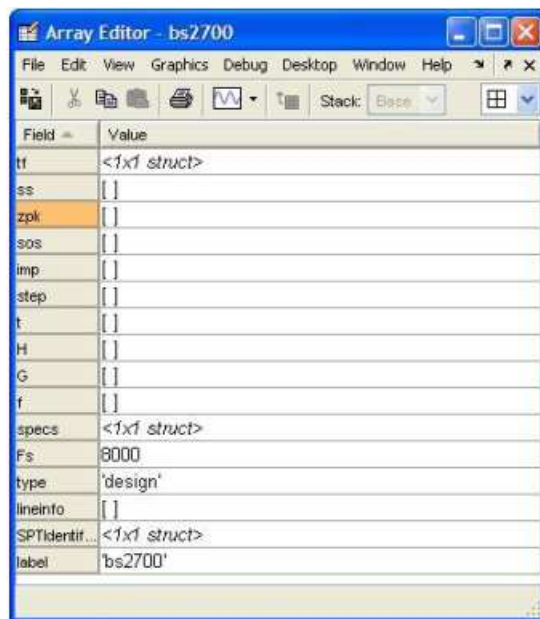 Array Editor - bs2700
File Edit View Graphics Debug Desktop Window Help
Stack: Base
Field Value
tf <1x1 struct>
ss [ ]
zpk [ ]
sos [ ]
imp [ ]
step [ ]
t [ ]
H [ ]
G [ ]
f [ ]
specs <1x1 struct>
Fs 8000
type 'design'
lineinfo [ ]
SPTIdentif... <1x1 struct>
label 'bs2700'